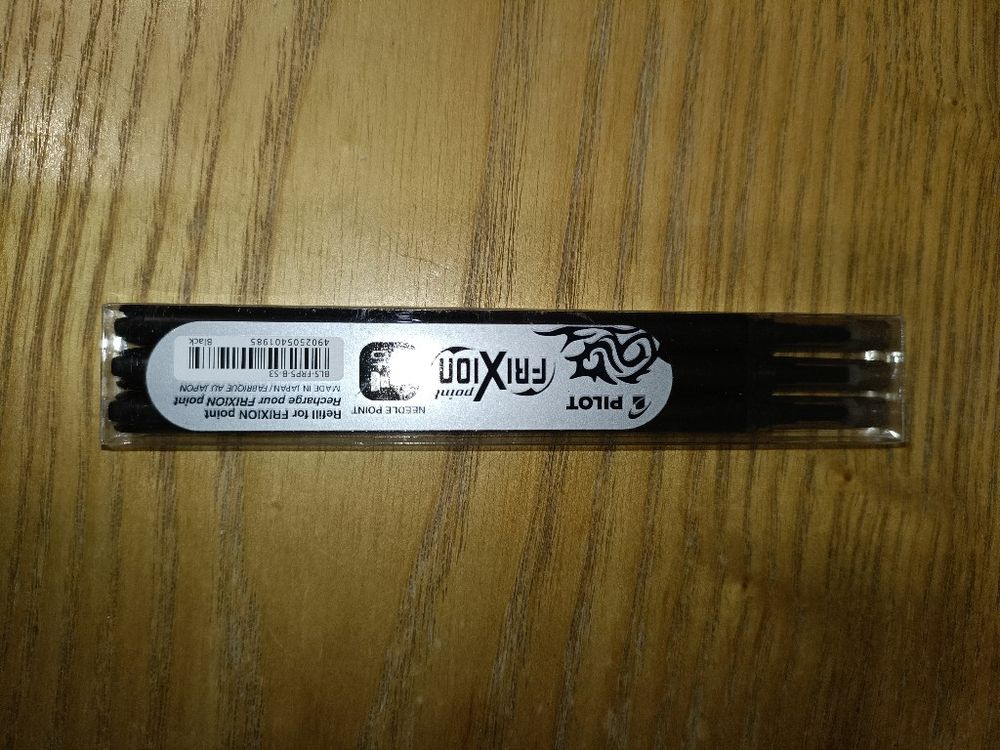 PILOT
FRIXION
point
NEEDLE POINT
Refill for FRIXION point
Recharge pour FRIXION point
MADE IN JAPAN / FABRIQUE AU JAPON
BLS-FRP5-B-S3
4902505401985
Black